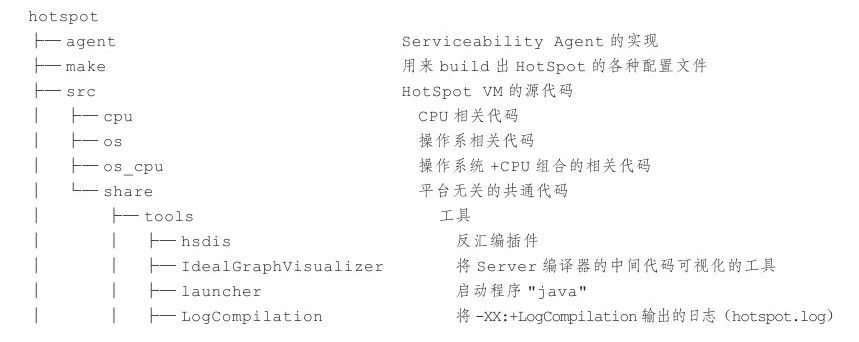 hotspot
├─agent Serviceability Agent 的实现
├─make 用来 build 出 HotSpot 的各种配置文件
├─src HotSpot VM 的源代码
│ ├─cpu CPU 相关代码
│ ├─os 操作系相关代码
│ ├─os_cpu 操作系统 +CPU 组合的相关代码
│ └─share 平台无关的共通代码
│ ├─tools 工具
│ │ ├─hsdis 反汇编插件
│ │ ├─IdealGraphVisualizer 将 Server 编译器的中间代码可视化的工具
│ │ ├─launcher 启动程序 "java"
│ │ ├─LogCompilation 将 -XX:+LogCompilation 输出的日志（hotspot.log）